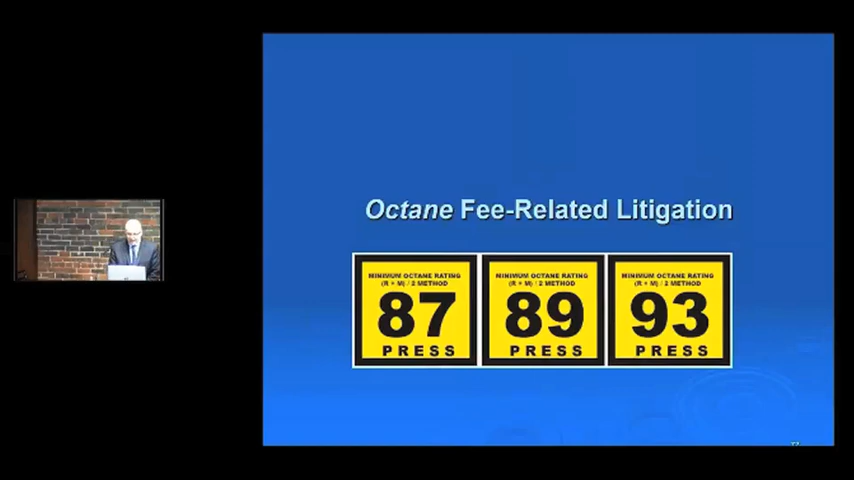 Octane Fee-Related Litigation
MINIMUM OCTANE RATING
(R + M) / 2 METHOD
87
PRESS
MINIMUM OCTANE RATING
(R + M) / 2 METHOD
89
PRESS
MINIMUM OCTANE RATING
(R + M) / 2 METHOD
93
PRESS